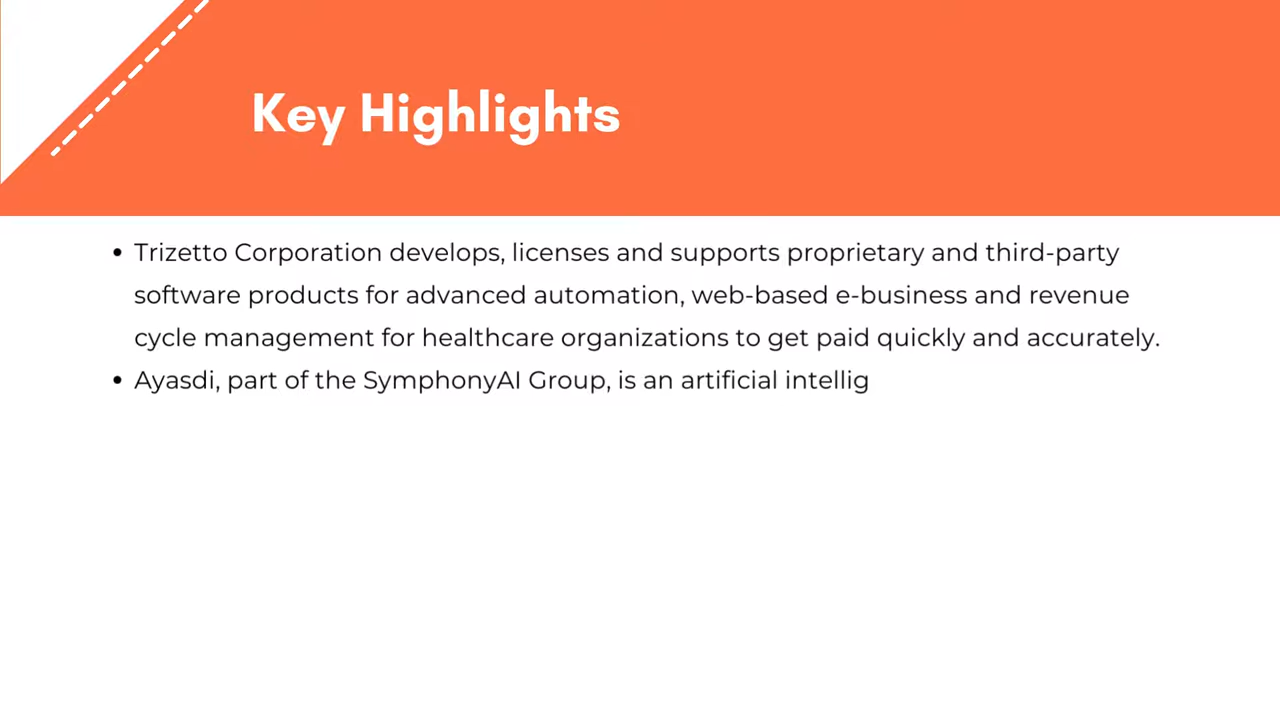 Key Highlights
• Trizetto Corporation develops, licenses and supports proprietary and third-party
software products for advanced automation, web-based e-business and revenue
cycle management for healthcare organizations to get paid quickly and accurately.
• Ayasdi, part of the SymphonyAI Group, is an artificial intellig